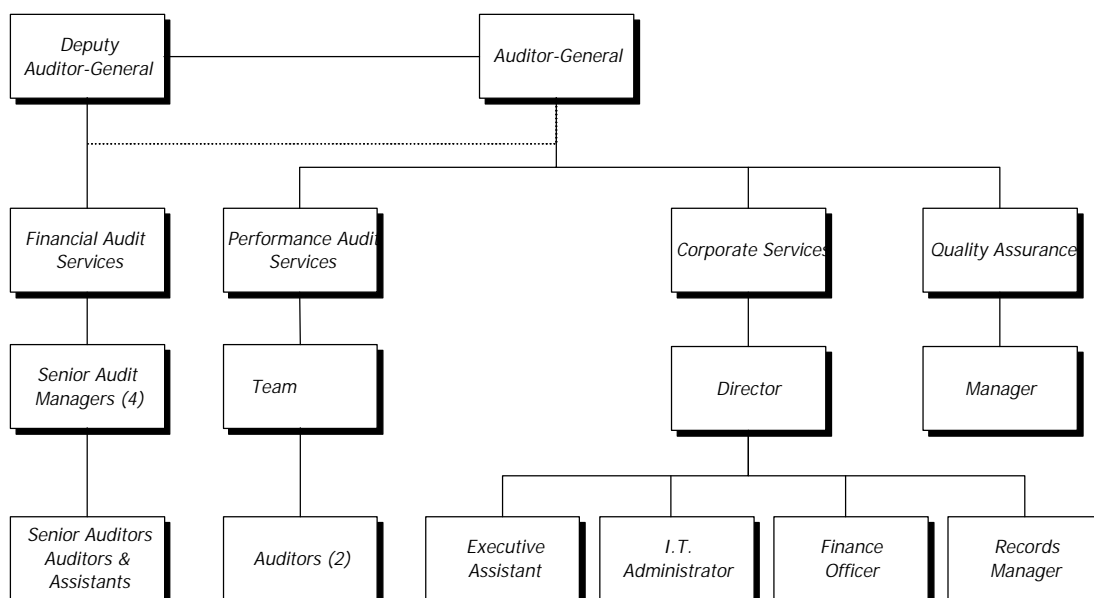 Deputy
Auditor-General
Auditor-General
Financial Audit
Services
Performance Audit
Services
Corporate Services
Quality Assurance
Senior Audit
Managers (4)
Team
Director
Manager
Senior Auditors
Auditors &
Assistants
Auditors (2)
Executive
Assistant
I.T.
Administrator
Finance
Officer
Records
Manager